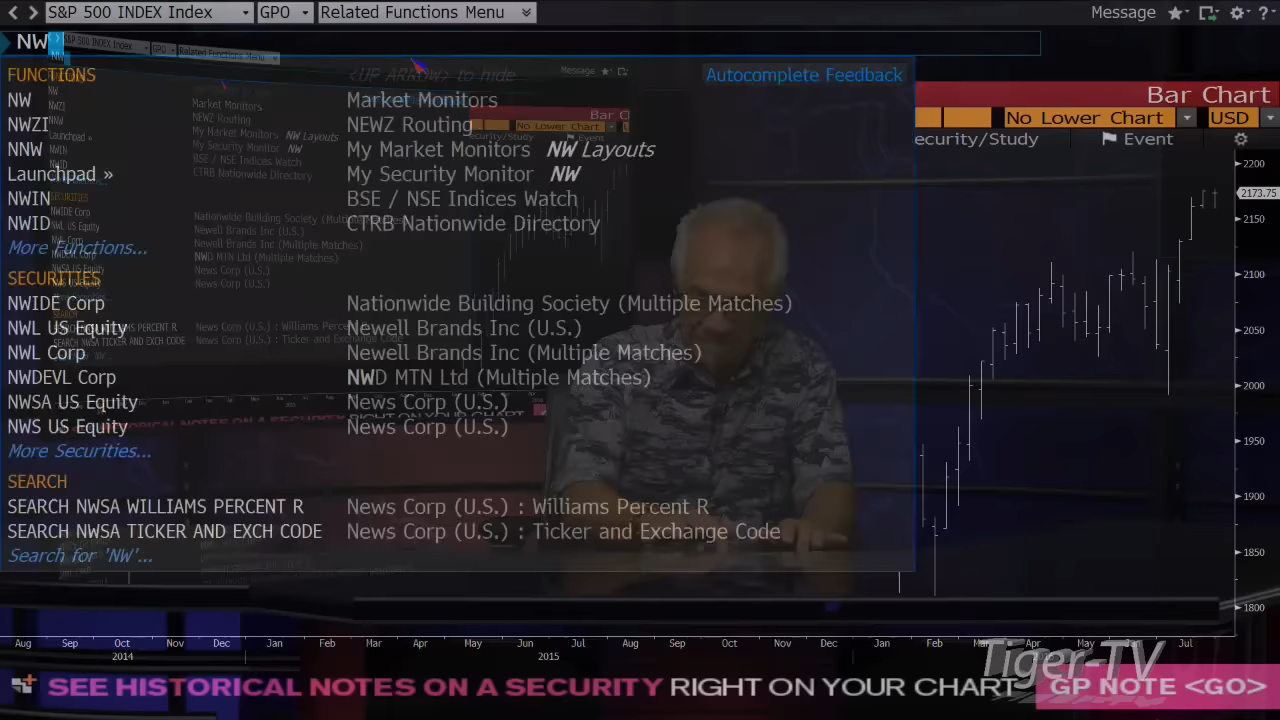 S&P 500 INDEX Index GPO Related Functions Menu Message
NW
FUNCTIONS <UP ARROW> to hide Autocomplete Feedback
NW Market Monitors
NWZI NEWZ Routing
NNW My Market Monitors NW Layouts
Launchpad » My Security Monitor NW
NWIN BSE / NSE Indices Watch
NWID CTRB Nationwide Directory
More Functions...
SECURITIES
NWIDE Corp Nationwide Building Society (Multiple Matches)
NWL US Equity Newell Brands Inc (U.S.)
NWL Corp Newell Brands Inc (Multiple Matches)
NWDEVL Corp NWD MTN Ltd (Multiple Matches)
NWSA US Equity News Corp (U.S.)
NWS US Equity News Corp (U.S.)
More Securities...
SEARCH
SEARCH NWSA WILLIAMS PERCENT R News Corp (U.S.) : Williams Percent R
SEARCH NWSA TICKER AND EXCH CODE News Corp (U.S.) : Ticker and Exchange Code
Search for 'NW'...
Bar Chart
No Lower Chart USD
ecurity/Study Event
2200
2173.75
2150
2100
2050
2000
1950
1900
1850
1800
Aug Sep Oct Nov Dec Jan Feb Mar Apr May Jun Jul Aug Sep Oct Nov Dec Jan Feb Mar Apr May Jun Jul
2014 2015
Tiger-TV
SEE HISTORICAL NOTES ON A SECURITY RIGHT ON YOUR CHART GP NOTE <GO>